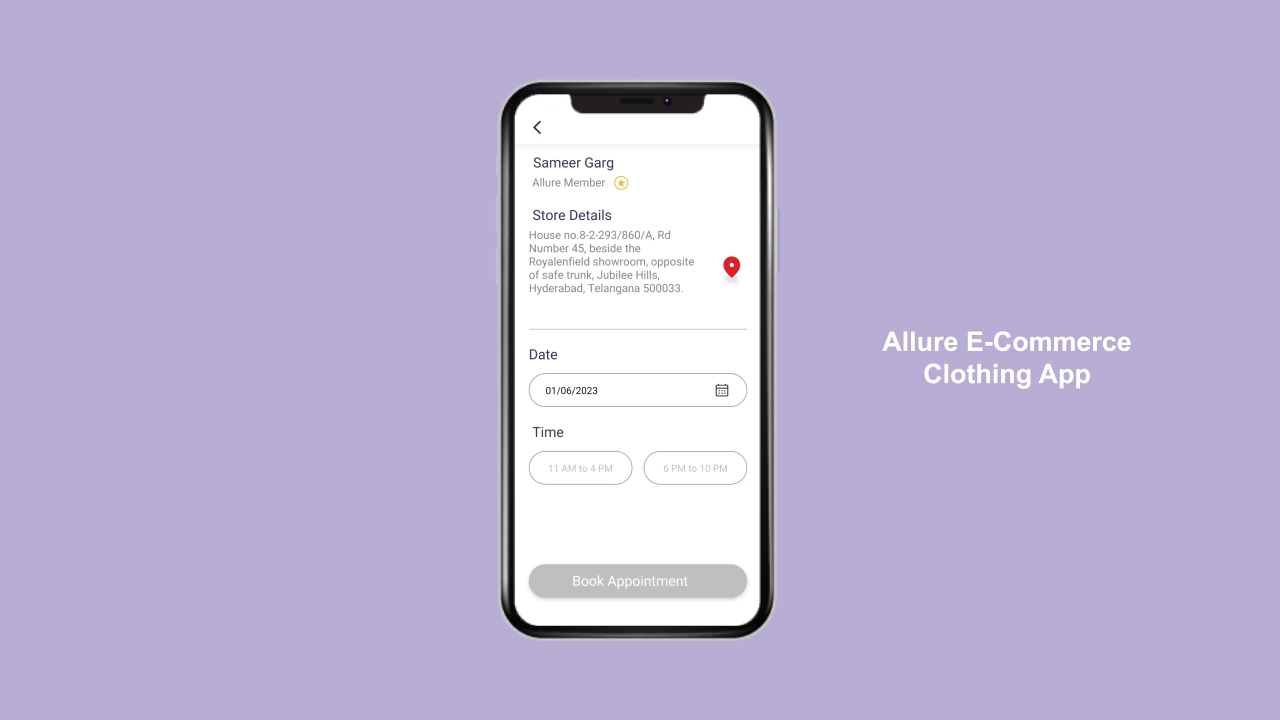 Sameer Garg
Allure Member
Store Details
House no.8-2-293/860/A, Rd
Number 45, beside the
Royalenfield showroom, opposite
of safe trunk, Jubilee Hills,
Hyderabad, Telangana 500033.
Date
01/06/2023
Time
11 AM to 4 PM
6 PM to 10 PM
Book Appointment
Allure E-Commerce
Clothing App